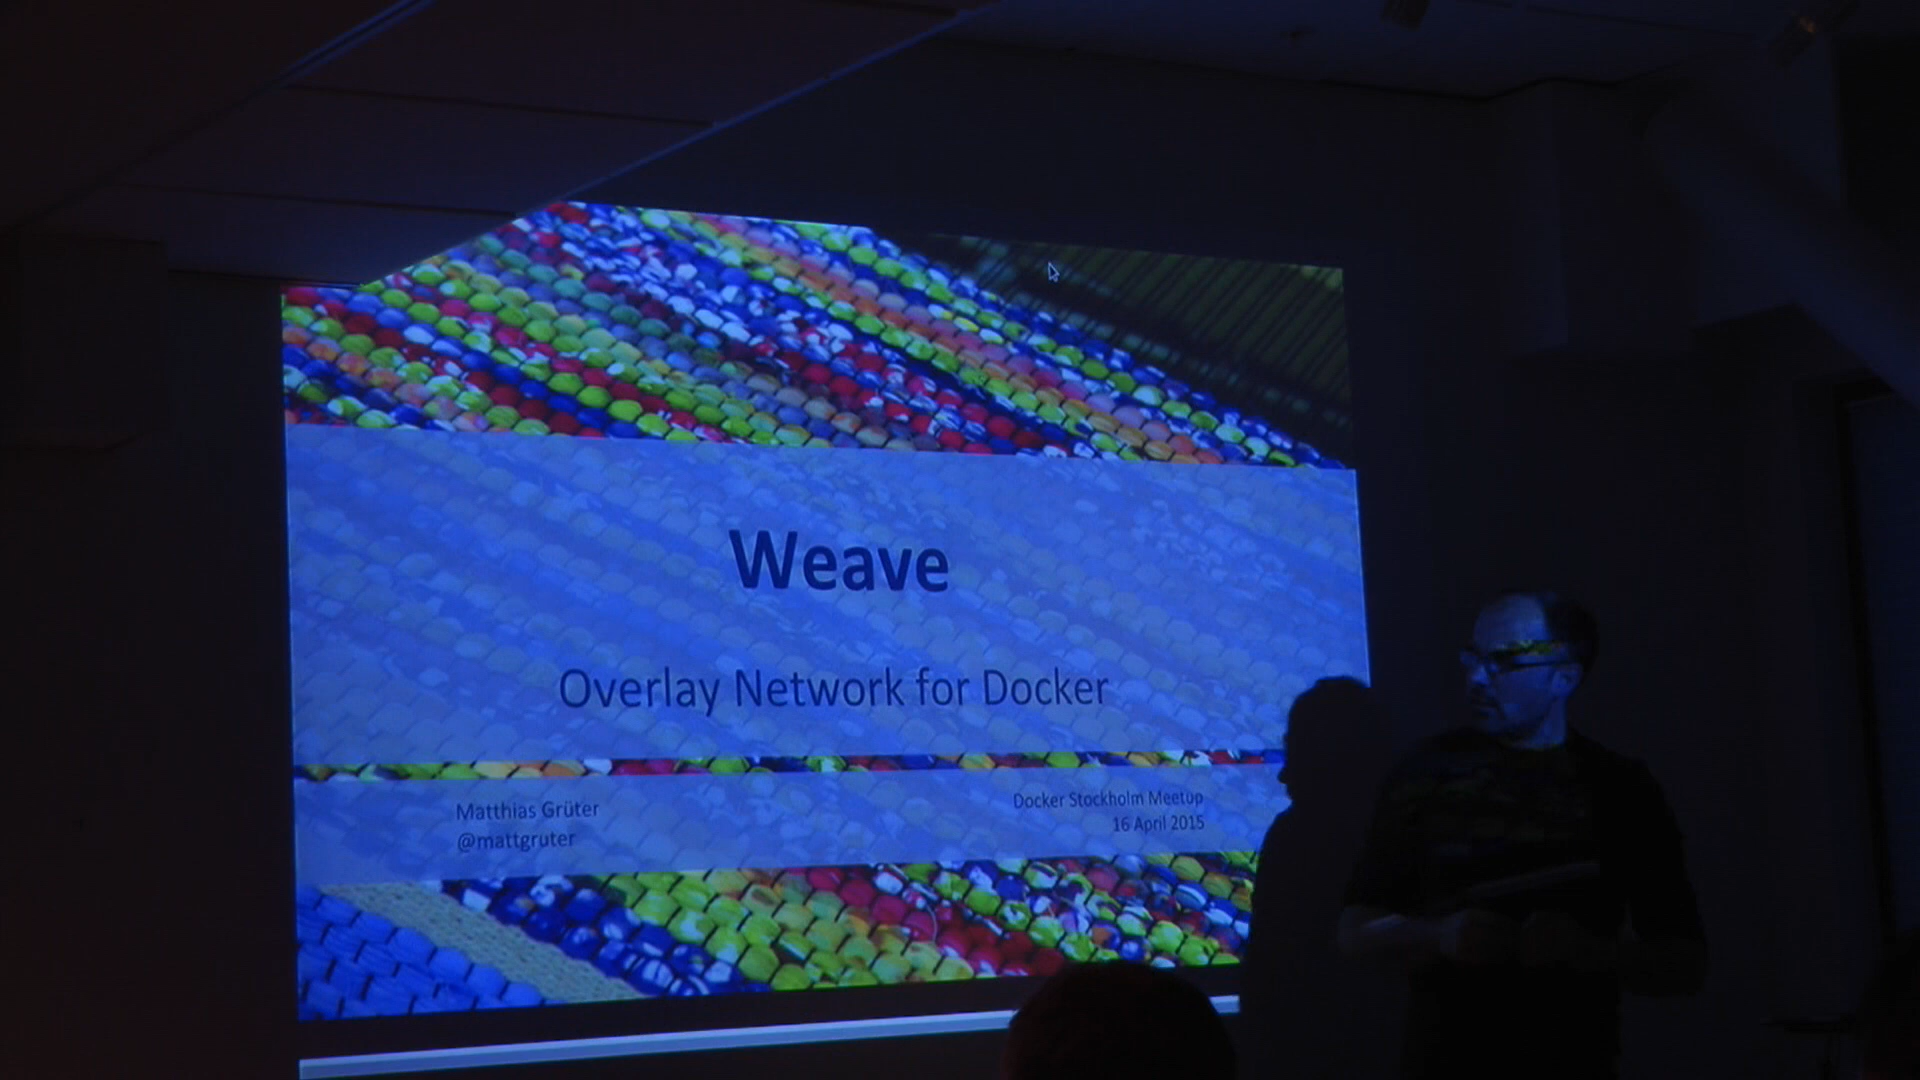 Weave
Overlay Network for Docker
Matthias Grüter
@mattgruter
Docker Stockholm Meetup
16 April 2015